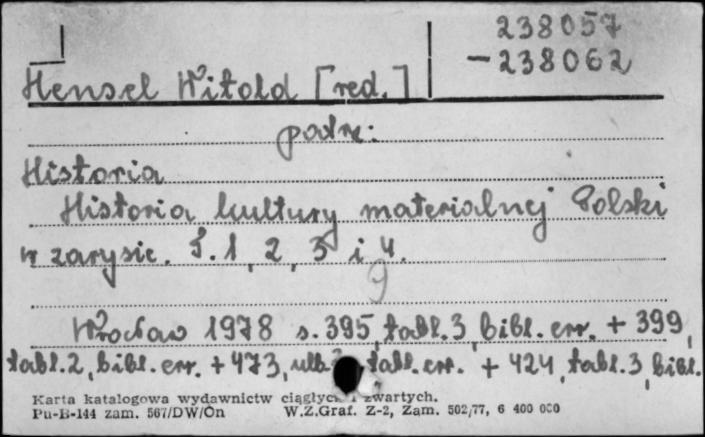 238057
-238062
Hensel Witold [red.]
patrz:
Historia
Historia kultury materialnej Polski
w zarysie. T. 1, 2, 3 i 4.
9
Wrocław 1978 s. 395, tabl. 3, bibl. err. + 399,
tabl. 2, bibl. err. + 473, tabl. err. + 424, tabl. 3, bibl.
Karta katalogowa wydawnictw ciągłych zwartych.
Pu-B-144 zam. 567/DW/On W.Z.Graf. Z-2, Zam. 502/77, 6 400 000